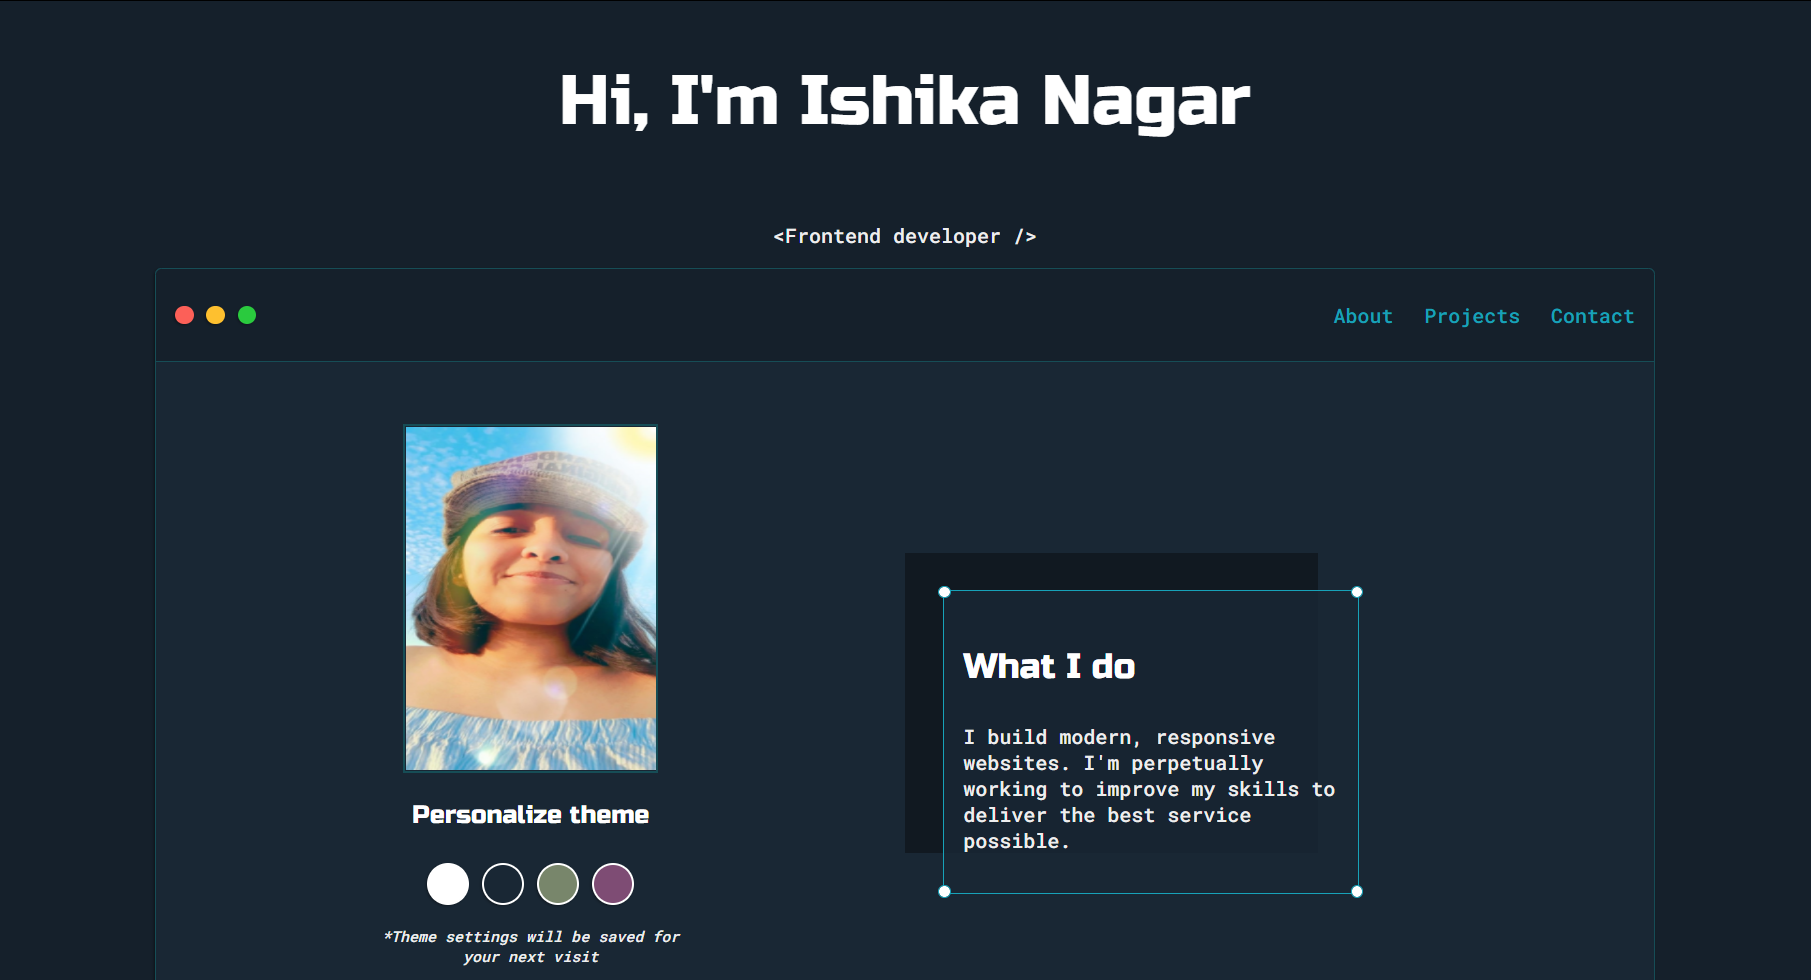 Hi, I'm Ishika Nagar
<Frontend developer />
About Projects Contact
Personalize theme
*Theme settings will be saved for
your next visit
What I do
I build modern, responsive
websites. I'm perpetually
working to improve my skills to
deliver the best service
possible.